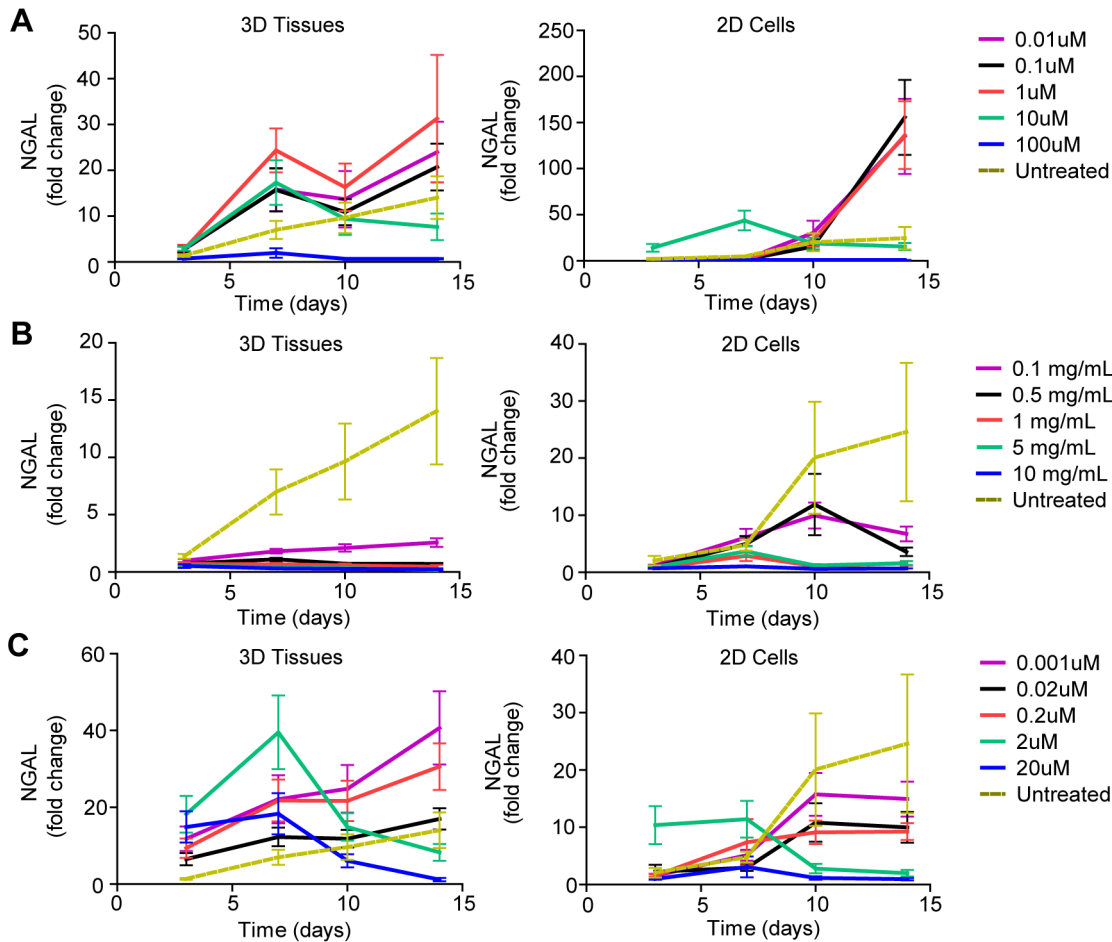 A
3D Tissues
50
40
30
20
10
0
NGAL
(fold change)
0
5
10
15
Time (days)
2D Cells
250
200
150
100
50
0
NGAL
(fold change)
0
5
10
15
Time (days)
0.01uM
0.1uM
1uM
10uM
100uM
Untreated
B
3D Tissues
20
15
10
5
0
NGAL
(fold change)
0
5
10
15
Time (days)
2D Cells
40
30
20
10
0
NGAL
(fold change)
0
5
10
15
Time (days)
0.1 mg/mL
0.5 mg/mL
1 mg/mL
5 mg/mL
10 mg/mL
Untreated
C
3D Tissues
60
40
20
0
NGAL
(fold change)
0
5
10
15
Time (days)
2D Cells
40
30
20
10
0
NGAL
(fold change)
0
5
10
15
Time (days)
0.001uM
0.02uM
0.2uM
2uM
20uM
Untreated